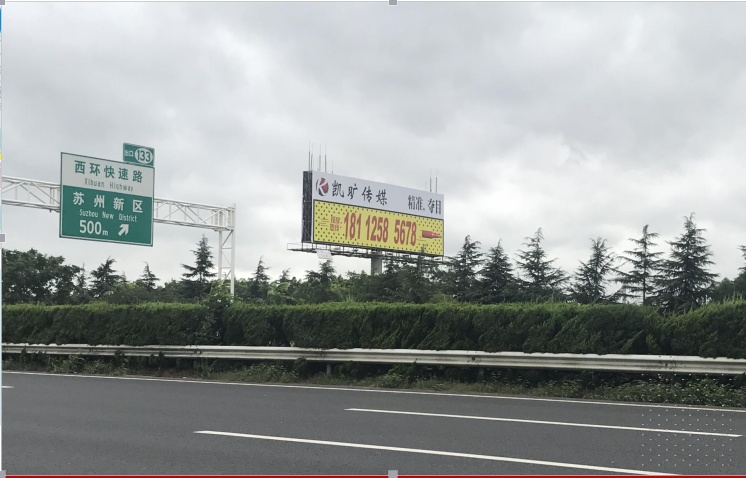 出口 133
西环快速路
Xihuan Highway
苏州新区
Suzhou New District
500m
凯旷传媒
精准. 夺目
181 1258 5678